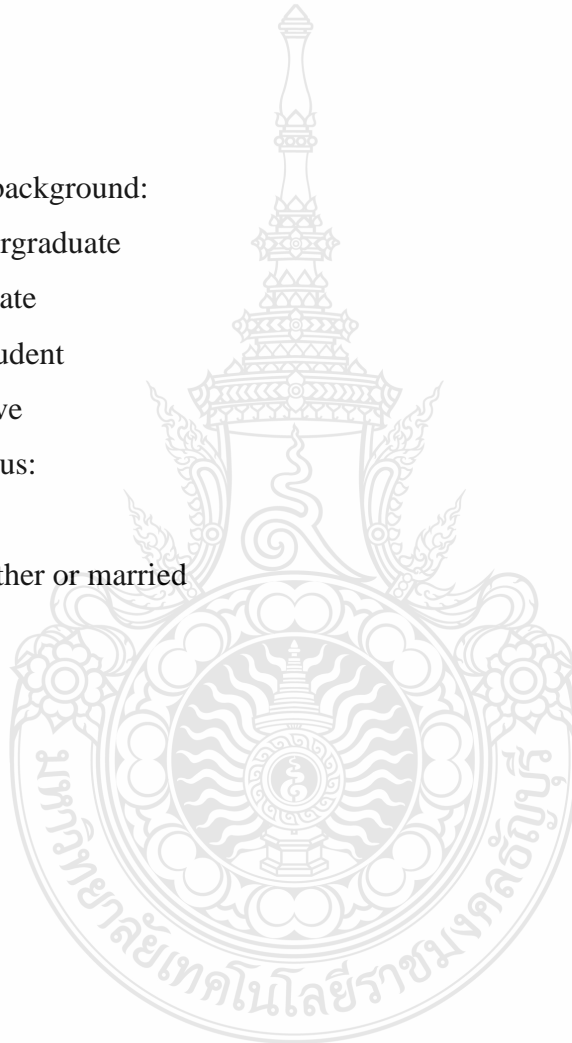 background:
rgraduate
ate
udent
ve
us:
ther or married
มหาวิทยาลัยเทคโนโลยีราชมงคลธัญบุรี